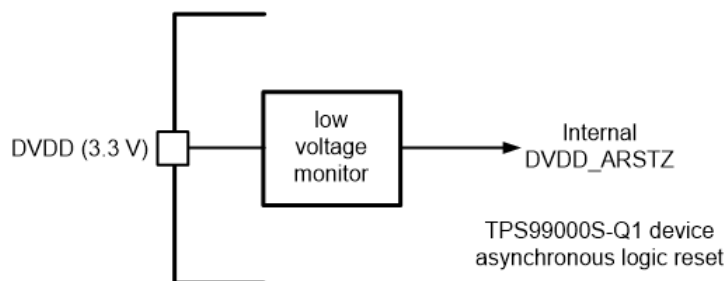 DVDD (3.3 V)
low
voltage
monitor
Internal
DVDD_ARSTZ
TPS99000S-Q1 device
asynchronous logic reset